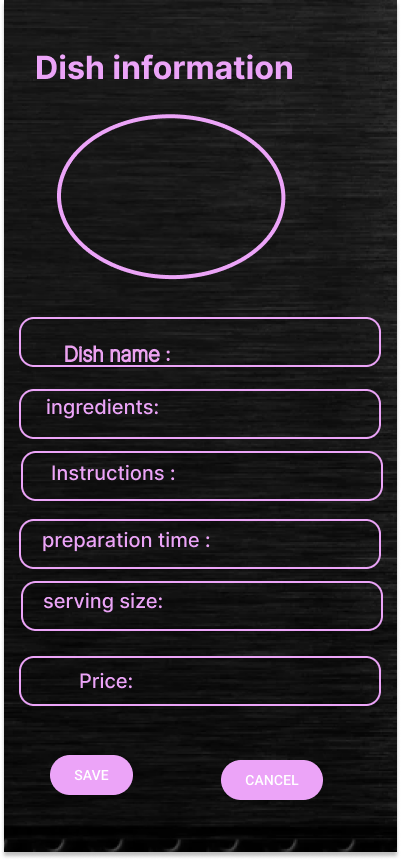 Dish information
Dish name :
ingredients:
Instructions :
preparation time :
serving size:
Price:
SAVE
CANCEL